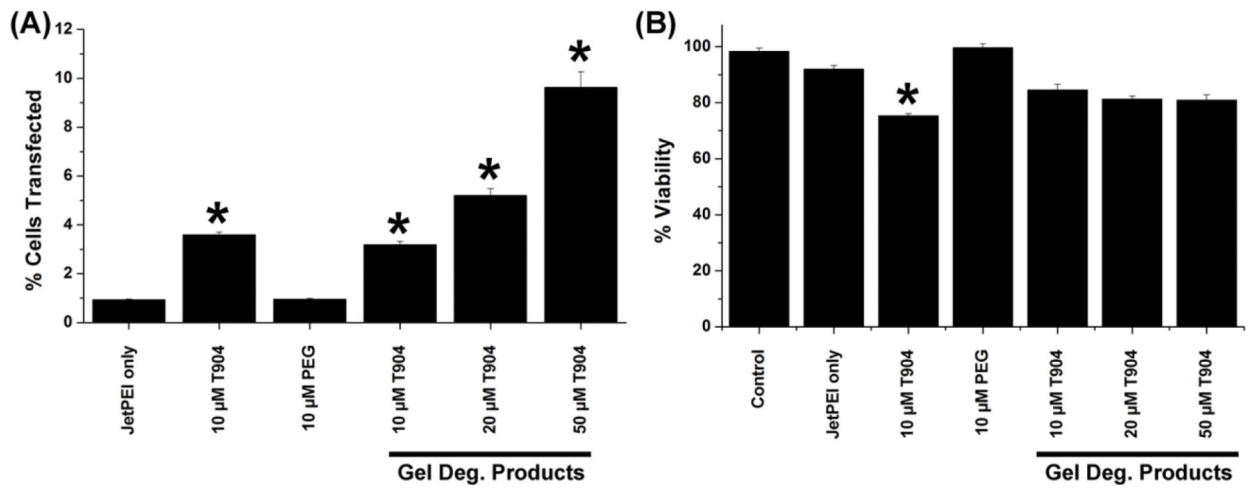 (A)
% Cells Transfected
12
10
8
6
4
2
0
*
*
*
*
JetPEI only
10 µM T904
10 µM PEG
10 µM T904
20 µM T904
50 µM T904
Gel Deg. Products
(B)
% Viability
100
80
60
40
20
0
*
Control
JetPEI only
10 µM T904
10 µM PEG
10 µM T904
20 µM T904
50 µM T904
Gel Deg. Products